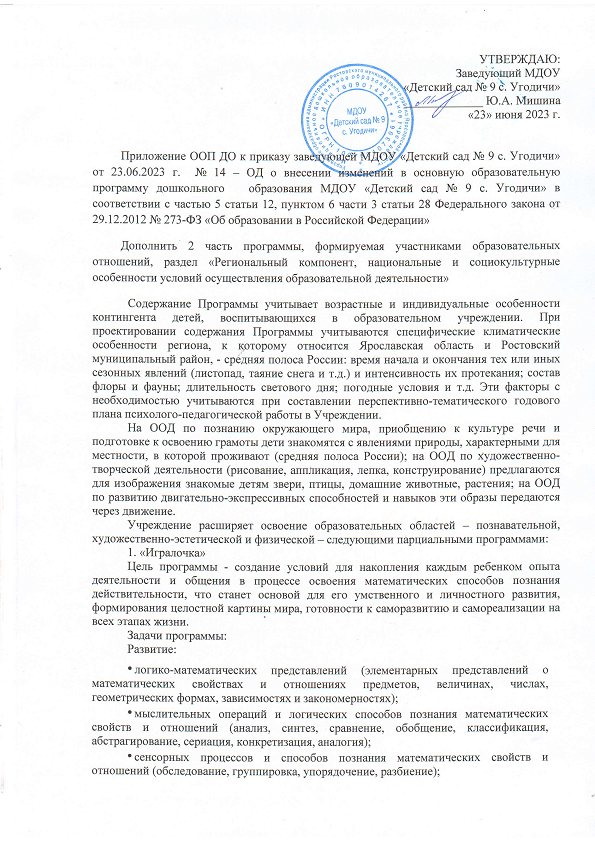 УТВЕРЖДАЮ:
Заведующий МДОУ
«Детский сад № 9 с. Угодичи»
Ю.А. Мишина
«23» июня 2023 г.
МДОУ
«Детский сад № 9
с. Угодичи»
Приложение ООП ДО к приказу заведующей МДОУ «Детский сад № 9 с. Угодичи»
от 23.06.2023 г. № 14 – ОД о внесении изменений в основную образовательную
программу дошкольного образования МДОУ «Детский сад № 9 с. Угодичи» в
соответствии с частью 5 статьи 12, пунктом 6 части 3 статьи 28 Федерального закона от
29.12.2012 № 273-ФЗ «Об образовании в Российской Федерации»
Дополнить 2 часть программы, формируемая участниками образовательных
отношений, раздел «Региональный компонент, национальные и социокультурные
особенности условий осуществления образовательной деятельности»
Содержание Программы учитывает возрастные и индивидуальные особенности
контингента детей, воспитывающихся в образовательном учреждении. При
проектировании содержания Программы учитываются специфические климатические
особенности региона, к которому относится Ярославская область и Ростовский
муниципальный район, - средняя полоса России: время начала и окончания тех или иных
сезонных явлений (листопад, таяние снега и т.д.) и интенсивность их протекания; состав
флоры и фауны; длительность светового дня; погодные условия и т.д. Эти факторы с
необходимостью учитываются при составлении перспективно-тематического годового
плана психолого-педагогической работы в Учреждении.
На ООД по познанию окружающего мира, приобщению к культуре речи и
подготовке к освоению грамоты дети знакомятся с явлениями природы, характерными для
местности, в которой проживают (средняя полоса России); на ООД по художественно-
творческой деятельности (рисование, аппликация, лепка, конструирование) предлагаются
для изображения знакомые детям звери, птицы, домашние животные, растения; на ООД
по развитию двигательно-экспрессивных способностей и навыков эти образы передаются
через движение.
Учреждение расширяет освоение образовательных областей – познавательной,
художественно-эстетической и физической – следующими парциальными программами:
1. «Игралочка»
Цель программы - создание условий для накопления каждым ребенком опыта
деятельности и общения в процессе освоения математических способов познания
действительности, что станет основой для его умственного и личностного развития,
формирования целостной картины мира, готовности к саморазвитию и самореализации на
всех этапах жизни.
Задачи программы:
Развитие:
•логико-математических представлений (элементарных представлений о
математических свойствах и отношениях предметов, величинах, числах,
геометрических формах, зависимостях и закономерностях);
•мыслительных операций и логических способов познания математических
свойств и отношений (анализ, синтез, сравнение, обобщение, классификация,
абстрагирование, сериация, конкретизация, аналогия);
•сенсорных процессов и способов познания математических свойств и
отношений (обследование, группировка, упорядочение, разбиение);